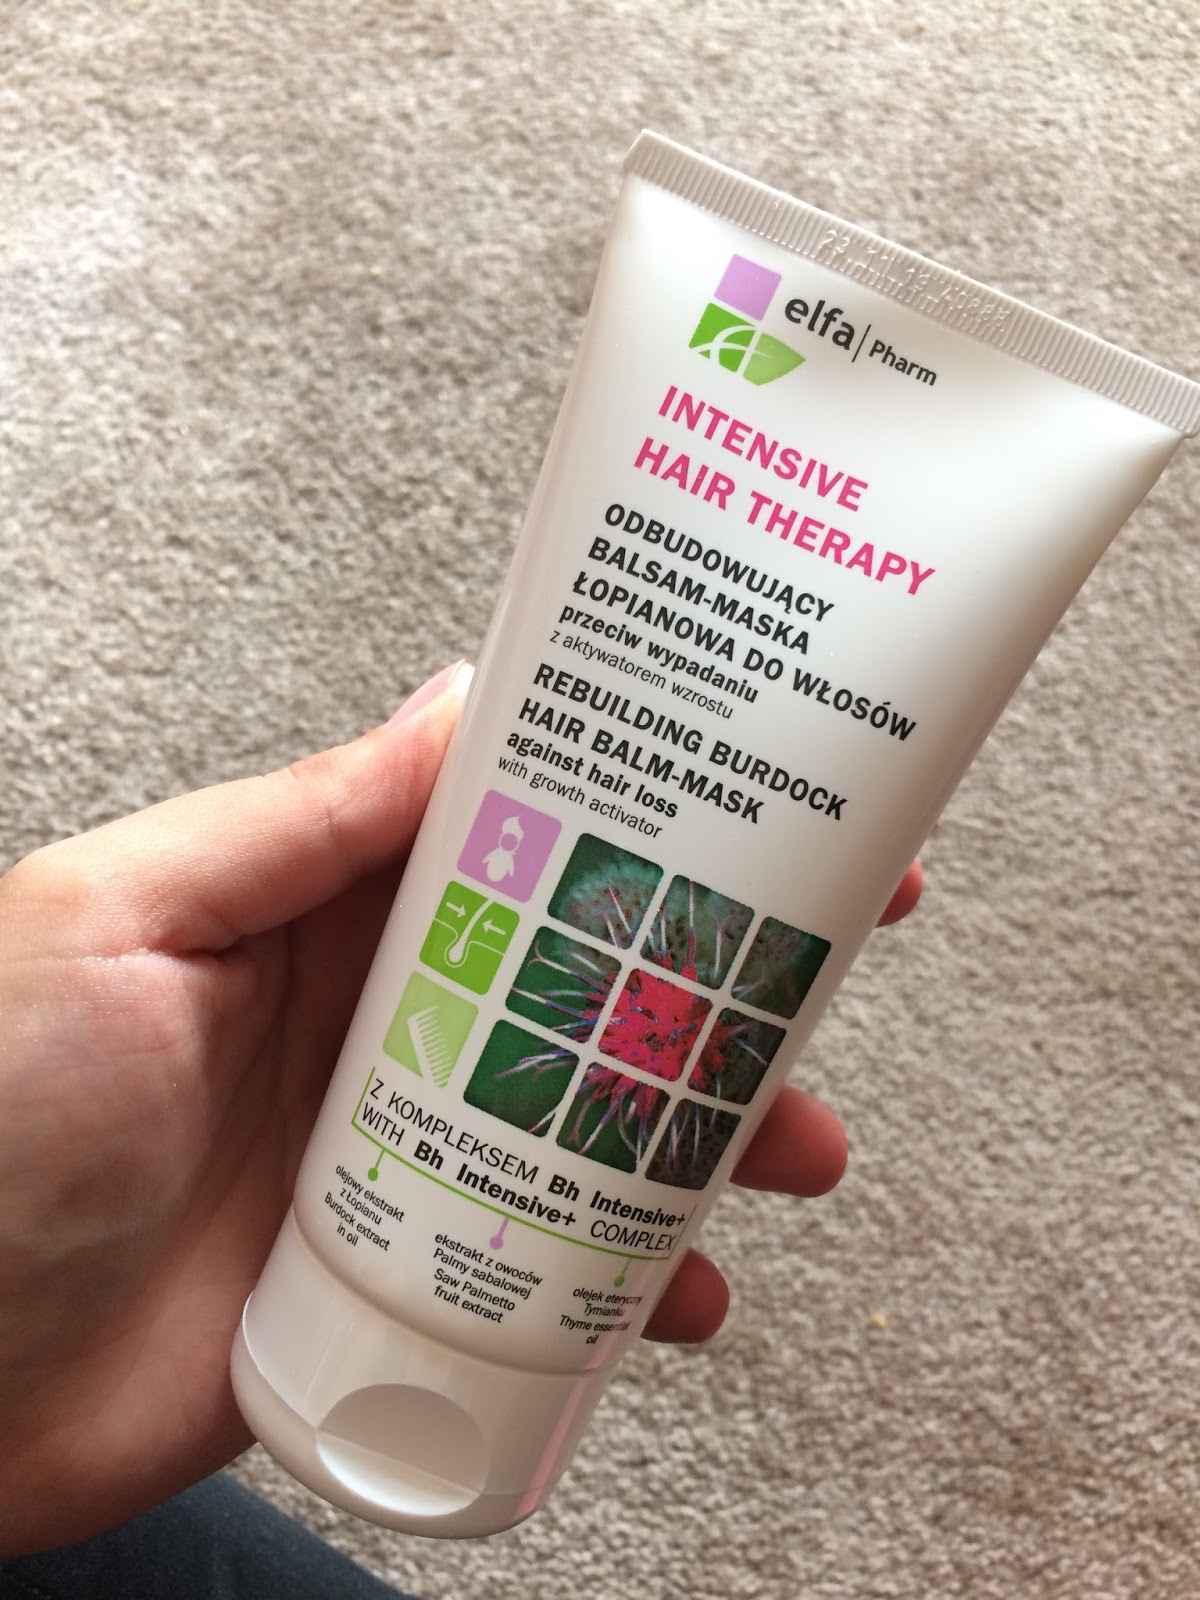 elfa | Pharm
INTENSIVE
HAIR THERAPY
ODBUDOWUJĄCY
BALSAM-MASKA
ŁOPIANOWA DO WŁOSÓW
przeciw wypadaniu
z aktywatorem wzrostu
REBUILDING BURDOCK
HAIR BALM-MASK
against hair loss
with growth activator
Z KOMPLEKSEM Bh Intensive+
WITH Bh Intensive+ COMPLEX
olejowy ekstrakt
z Łopianu
Burdock extract
in oil
ekstrakt z owoców
Palmy sabalowej
Saw Palmetto
fruit extract
olejek eteryczny
Tymianku
Thyme essential
oil